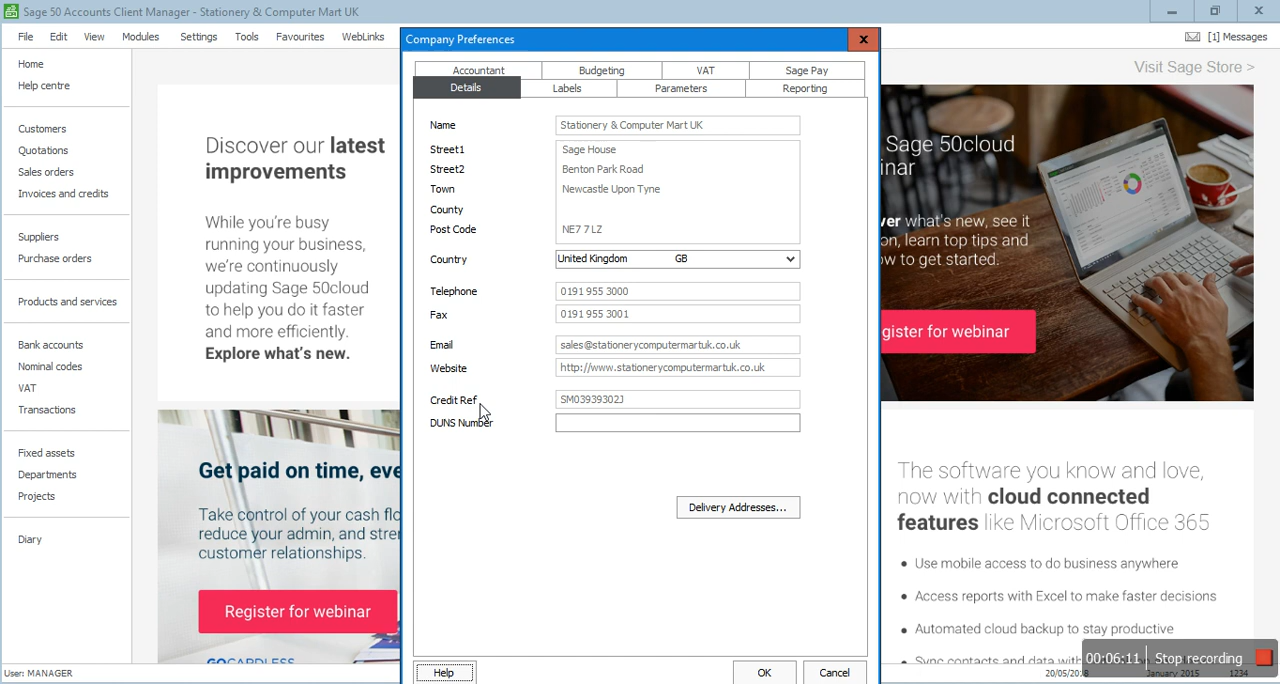 Sage 50 Accounts Client Manager - Stationery & Computer Mart UK
File Edit View Modules Settings Tools Favourites WebLinks
[1] Messages
Home
Help centre
Customers
Quotations
Sales orders
Invoices and credits
Suppliers
Purchase orders
Products and services
Bank accounts
Nominal codes
VAT
Transactions
Fixed assets
Departments
Projects
Diary
Discover our latest
improvements
While you're busy
running your business,
we're continuously
updating Sage 50cloud
to help you do it faster
and more efficiently.
Explore what's new.
Get paid on time, eve
Take control of your cash flo
reduce your admin, and stre
customer relationships.
Register for webinar
GOCARDLESS
Company Preferences
Accountant Budgeting VAT Sage Pay
Details Labels Parameters Reporting
Name Stationery & Computer Mart UK
Street1 Sage House
Street2 Benton Park Road
Town Newcastle Upon Tyne
County
Post Code NE7 7LZ
Country United Kingdom GB
Telephone 0191 955 3000
Fax 0191 955 3001
Email sales@stationerycomputermartuk.co.uk
Website http://www.stationerycomputermartuk.co.uk
Credit Ref SM03939302J
DUNS Number
Delivery Addresses...
Help OK Cancel
Visit Sage Store >
Sage 50cloud
inar
ver what's new, see it
on, learn top tips and
ow to get started.
gister for webinar
The software you know and love,
now with cloud connected
features like Microsoft Office 365
• Use mobile access to do business anywhere
• Access reports with Excel to make faster decisions
• Automated cloud backup to stay productive
• Sync contacts and data with
00:06:11 Stop recording
User: MANAGER
January 2015 1234